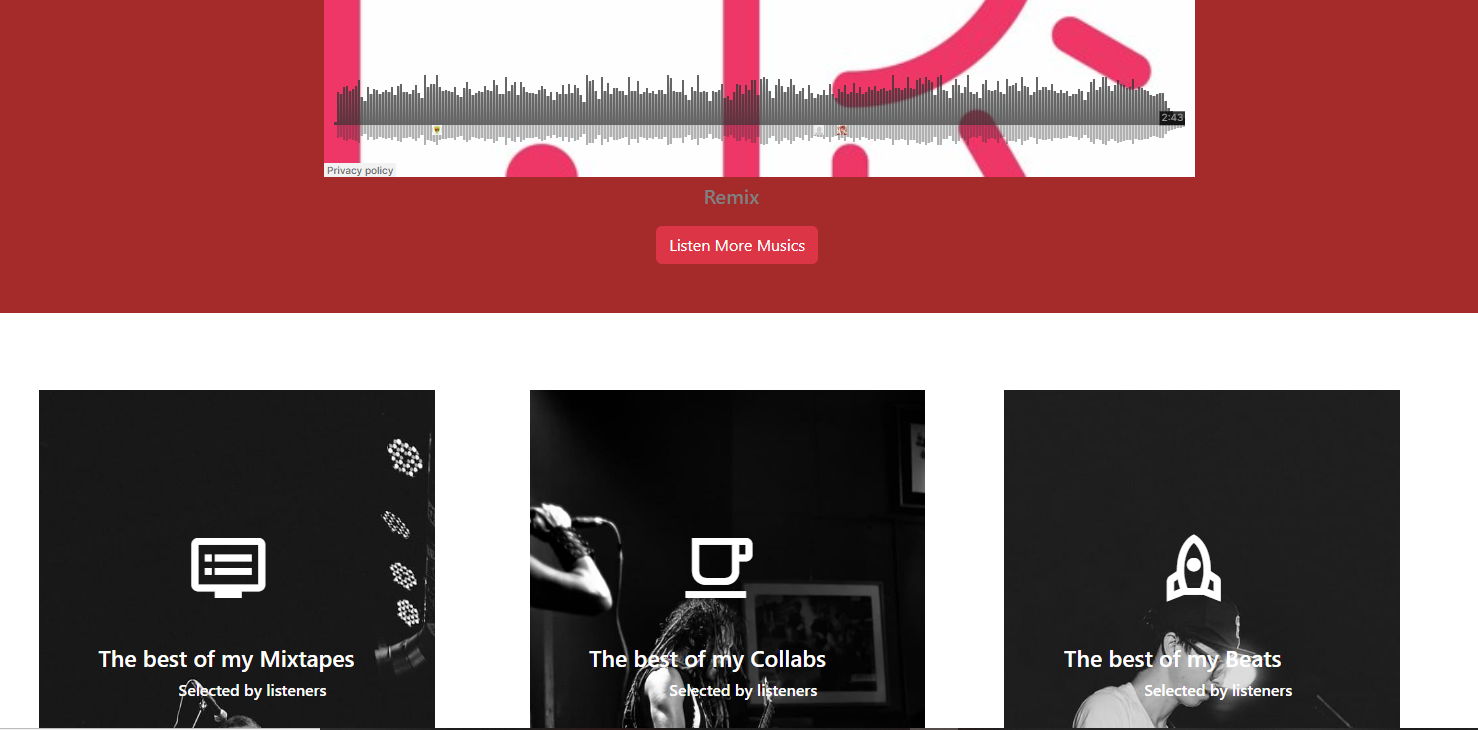 2:43
Privacy policy
Remix
Listen More Musics
The best of my Mixtapes
Selected by listeners
The best of my Collabs
Selected by listeners
The best of my Beats
Selected by listeners